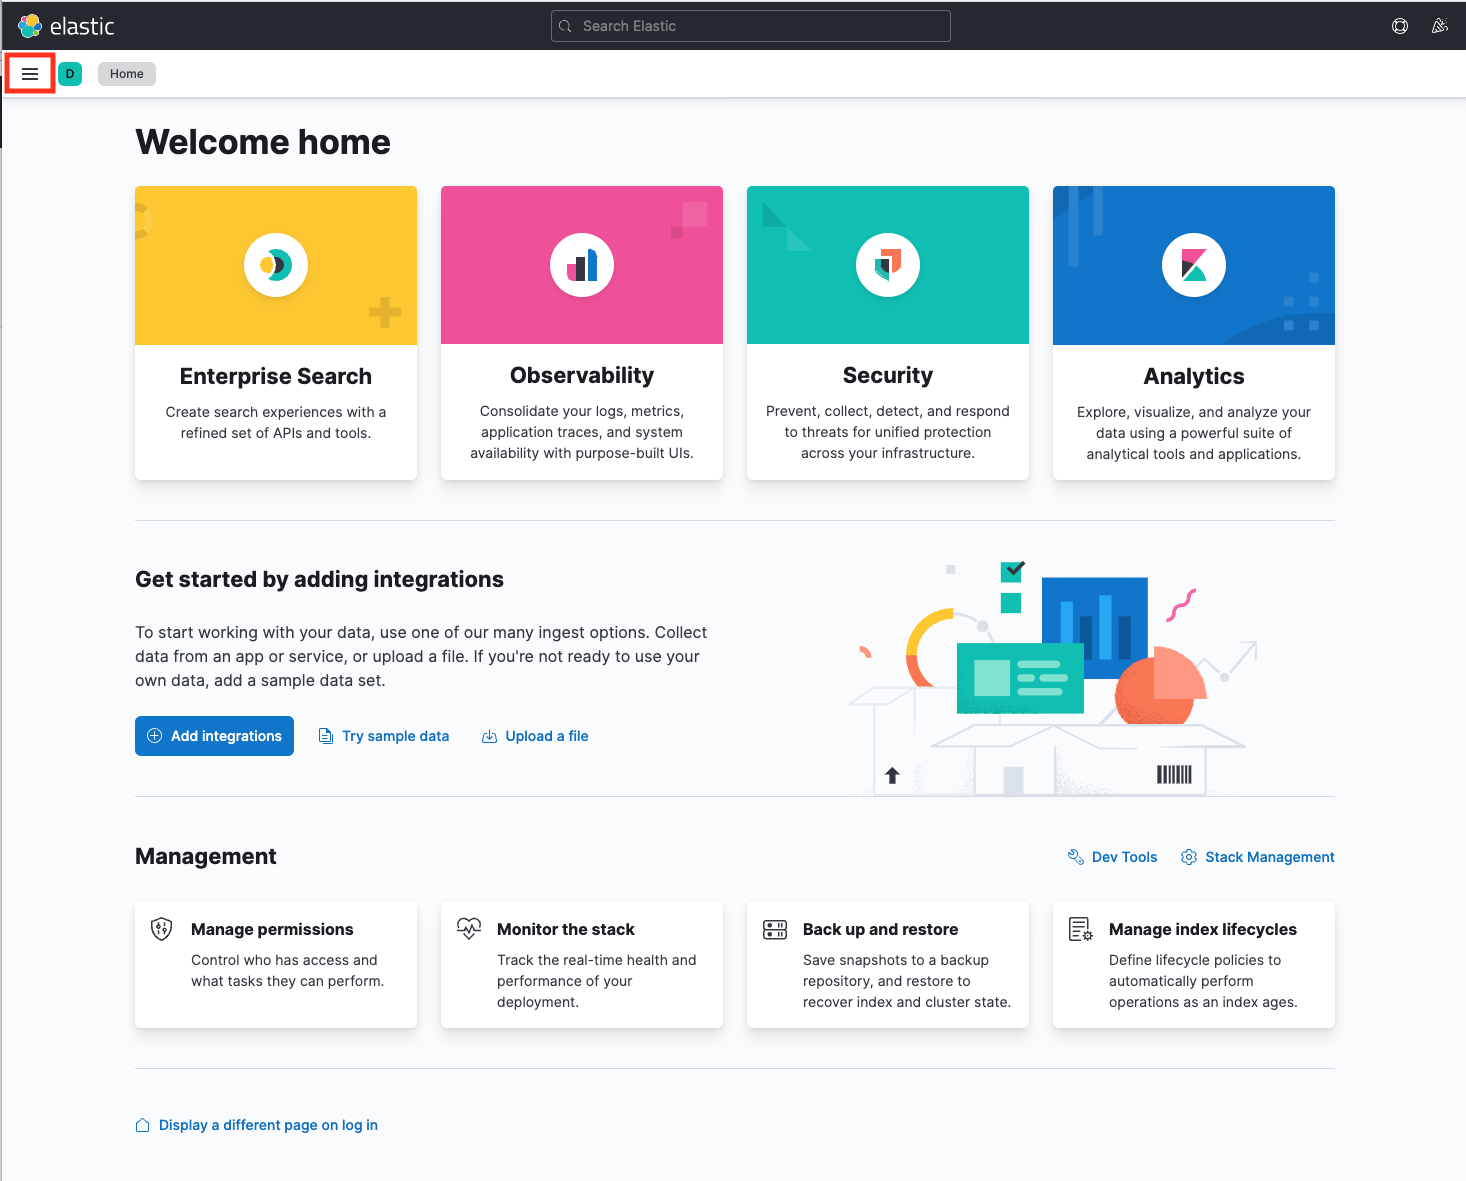 elastic
Search Elastic
D
Home
Welcome home
Enterprise Search
Create search experiences with a
refined set of APIs and tools.
Observability
Consolidate your logs, metrics,
application traces, and system
availability with purpose-built UIs.
Security
Prevent, collect, detect, and respond
to threats for unified protection
across your infrastructure.
Analytics
Explore, visualize, and analyze your
data using a powerful suite of
analytical tools and applications.
Get started by adding integrations
To start working with your data, use one of our many ingest options. Collect
data from an app or service, or upload a file. If you're not ready to use your
own data, add a sample data set.
Add integrations
Try sample data
Upload a file
Management
Dev Tools
Stack Management
Manage permissions
Control who has access and
what tasks they can perform.
Monitor the stack
Track the real-time health and
performance of your
deployment.
Back up and restore
Save snapshots to a backup
repository, and restore to
recover index and cluster state.
Manage index lifecycles
Define lifecycle policies to
automatically perform
operations as an index ages.
Display a different page on log in